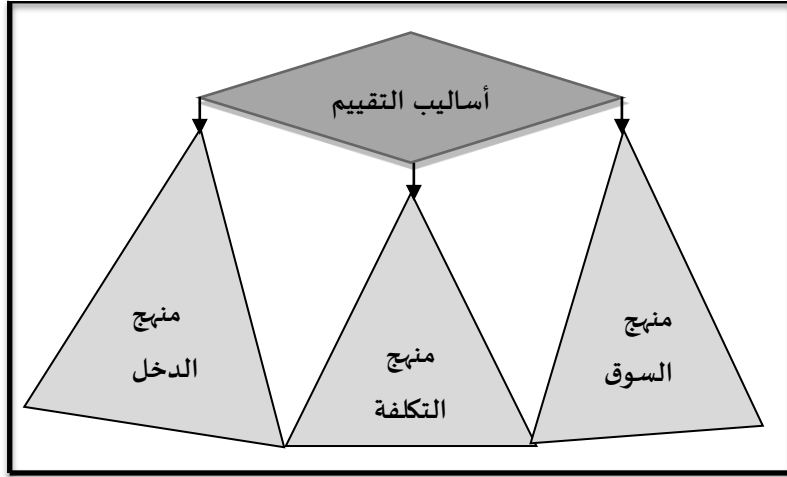 أساليب التقييم
منهج
السوق
منهج
التكلفة
منهج
الدخل